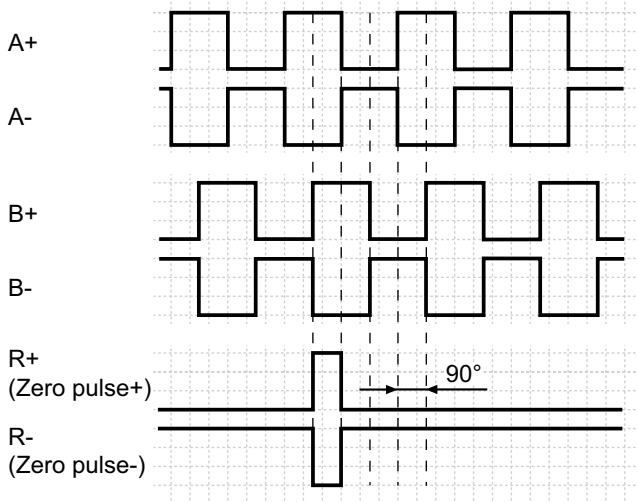 A+
A-
B+
B-
R+
(Zero pulse+)
90°
R-
(Zero pulse-)